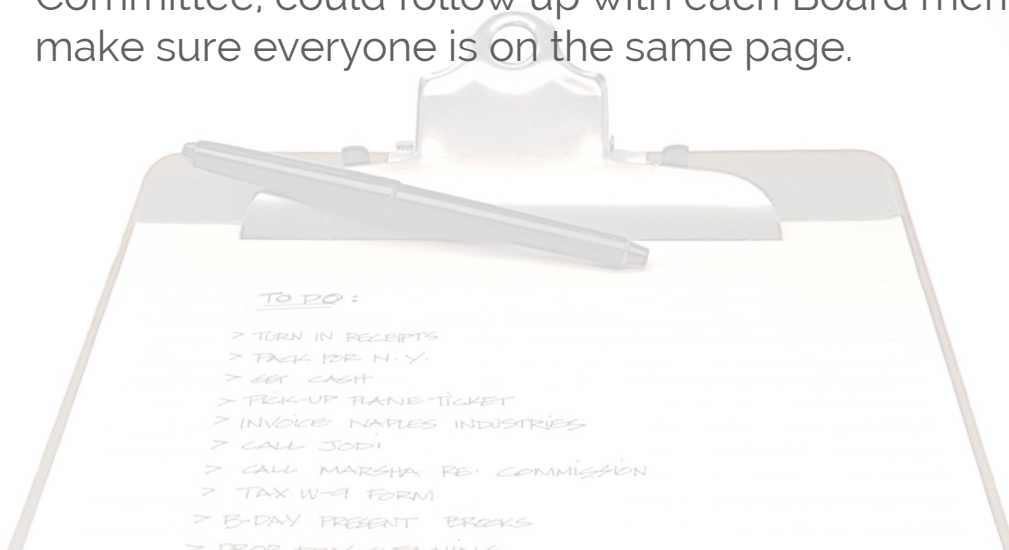 Committee, could follow up with each Board mem
make sure everyone is on the same page.
TO DO:
> TURN IN RECEIPTS
> PACK FOR N.Y.
> GET CASH
> PICK-UP PLANE TICKET
> INVOICE NAPLES INDUSTRIES
> CALL JODI
> CALL MARSHA RE: COMMISSION
> TAX W-9 FORM
> B-DAY PRESENT BROOKS
> DROP